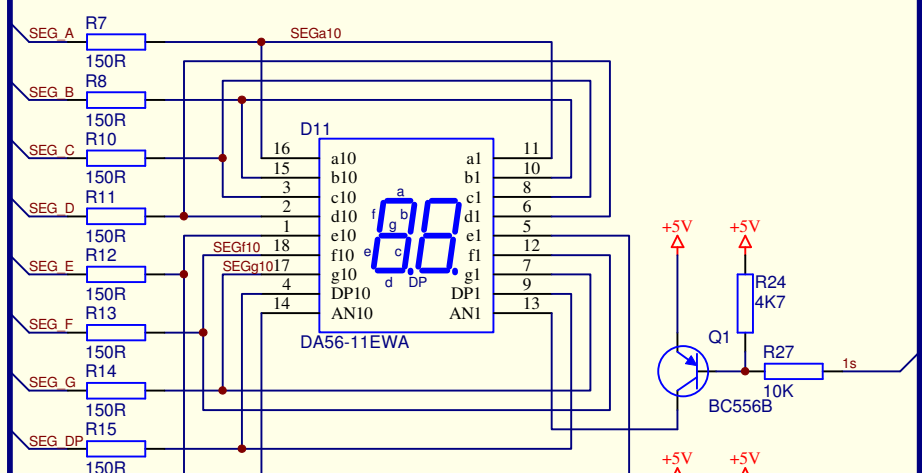 SEG_A
R7
150R
SEGa10
SEG_B
R8
150R
SEG_C
R10
150R
SEG_D
R11
150R
SEG_E
R12
150R
SEG_F
R13
150R
SEG_G
R14
150R
SEG_DP
R15
150R
D11
16 a10 a1 11
15 b10 b1 10
3 c10 c1 8
2 d10 d1 6
1 e10 e1 5
SEGf10 18 f10 f1 12
SEGg10 17 g10 g1 7
4 DP10 DP1 9
14 AN10 AN1 13
a
f b
g
e c
d DP
DA56-11EWA
+5V +5V
R24
4K7
Q1
BC556B
R27
10K
1s
+5V +5V